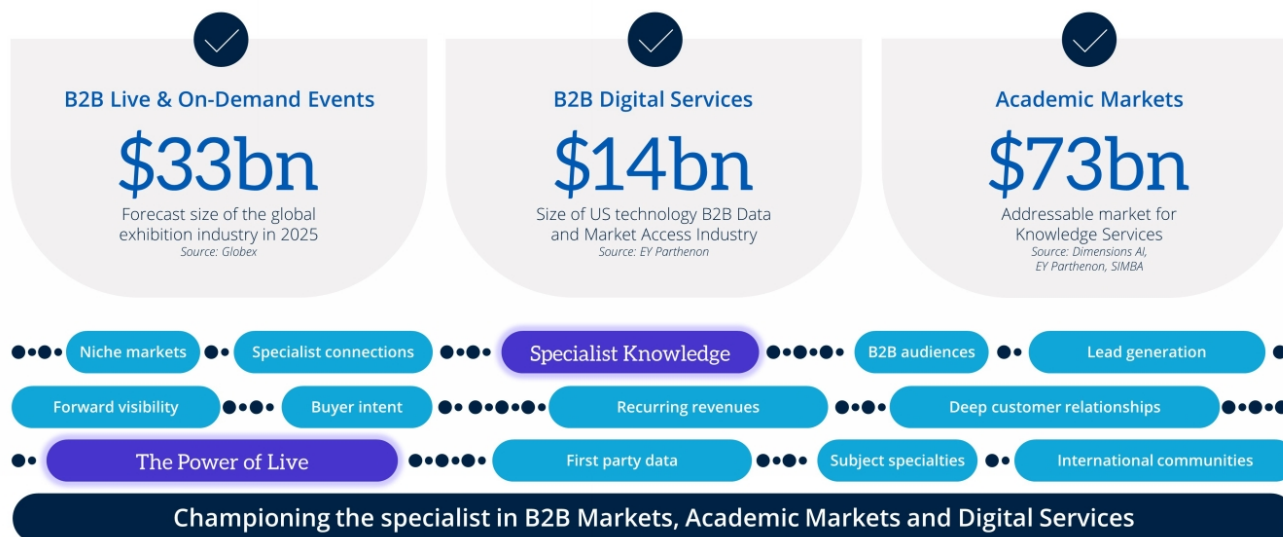 B2B Live & On-Demand Events
$33bn
Forecast size of the global
exhibition industry in 2025
Source: Globex
B2B Digital Services
$14bn
Size of US technology B2B Data
and Market Access Industry
Source: EY Parthenon
Academic Markets
$73bn
Addressable market for
Knowledge Services
Source: Dimensions AI,
EY Parthenon, SIMBA
Niche markets
Specialist connections
Specialist Knowledge
B2B audiences
Lead generation
Forward visibility
Buyer intent
Recurring revenues
Deep customer relationships
The Power of Live
First party data
Subject specialties
International communities
Championing the specialist in B2B Markets, Academic Markets and Digital Services